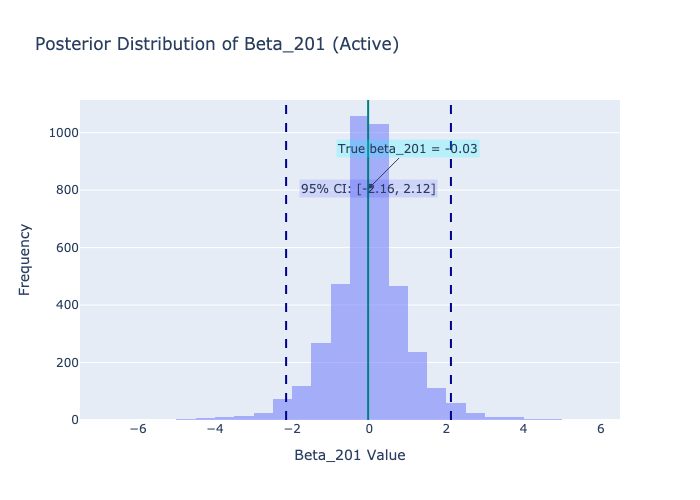 Posterior Distribution of Beta_201 (Active)
1000
800
600
400
200
0
Frequency
True beta_201 = -0.03
95% CI: [-2.16, 2.12]
−6
−4
−2
0
2
4
6
Beta_201 Value